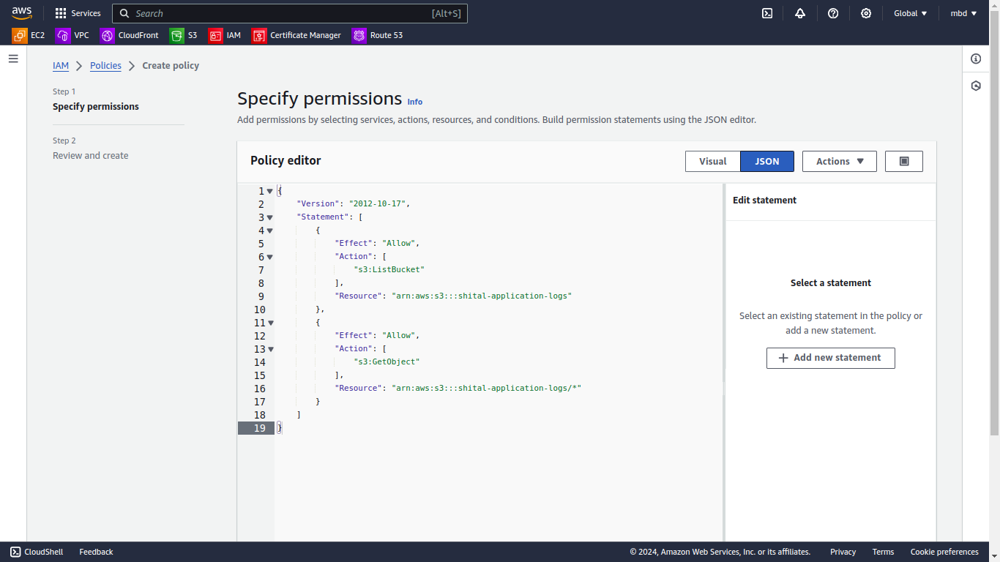 aws
Services
Search [Alt+S]
Global
mbd
EC2
VPC
CloudFront
S3
IAM
Certificate Manager
Route 53
IAM
Policies
Create policy
Step 1
Specify permissions
Step 2
Review and create
Specify permissions Info
Add permissions by selecting services, actions, resources, and conditions. Build permission statements using the JSON editor.
Policy editor
Visual
JSON
Actions
1 {
2 "Version": "2012-10-17",
3 "Statement": [
4 {
5 "Effect": "Allow",
6 "Action": [
7 "s3:ListBucket"
8 ],
9 "Resource": "arn:aws:s3:::shital-application-logs"
10 },
11 {
12 "Effect": "Allow",
13 "Action": [
14 "s3:GetObject"
15 ],
16 "Resource": "arn:aws:s3:::shital-application-logs/*"
17 }
18 ]
19 }
Edit statement
Select a statement
Select an existing statement in the policy or
add a new statement.
+ Add new statement
CloudShell
Feedback
© 2024, Amazon Web Services, Inc. or its affiliates.
Privacy
Terms
Cookie preferences